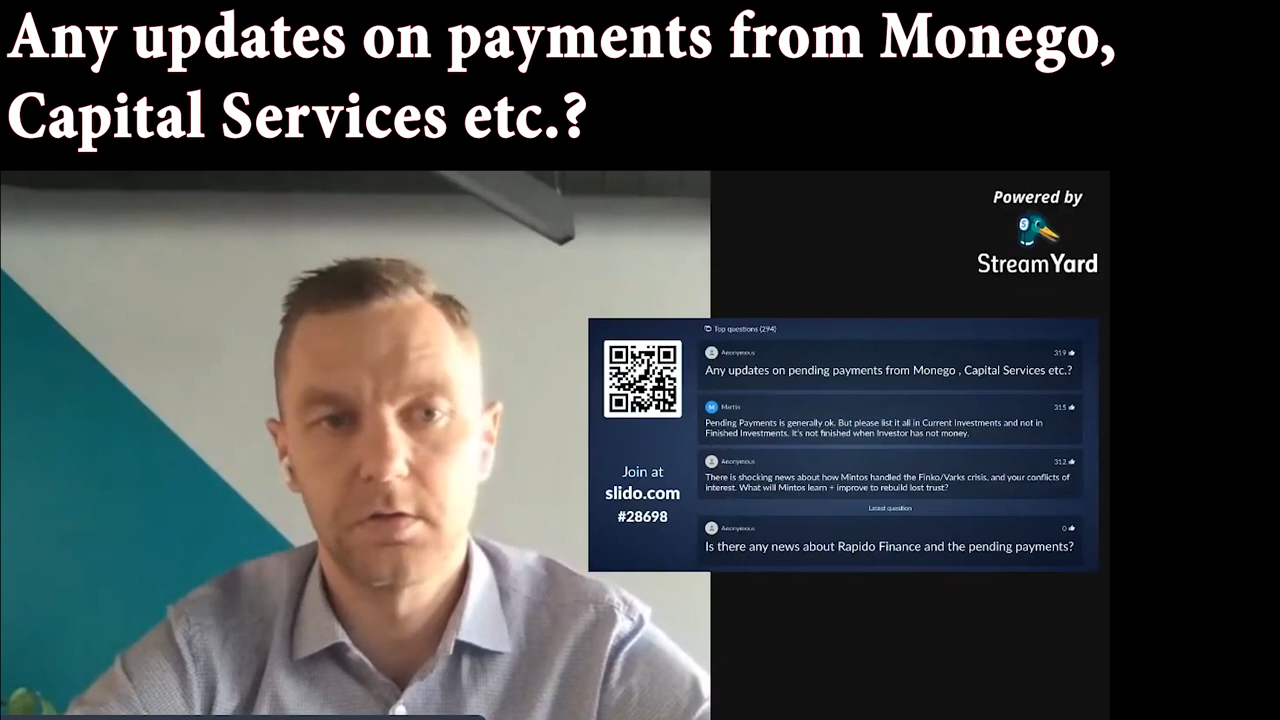 Any updates on payments from Monego,
Capital Services etc.?
Powered by
StreamYard
Top questions (294)
Anonymous
319
Any updates on pending payments from Monego , Capital Services etc.?
M
Martin
315
Pending Payments is generally ok. But please list it all in Current Investments and not in
Finished Investments. It's not finished when Investor has not money.
Anonymous
312
There is shocking news about how Mintos handled the Finko/Varks crisis, and your conflicts of
interest. What will Mintos learn + improve to rebuild lost trust?
Join at
slido.com
#28698
Latest question
Anonymous
0
Is there any news about Rapido Finance and the pending payments?